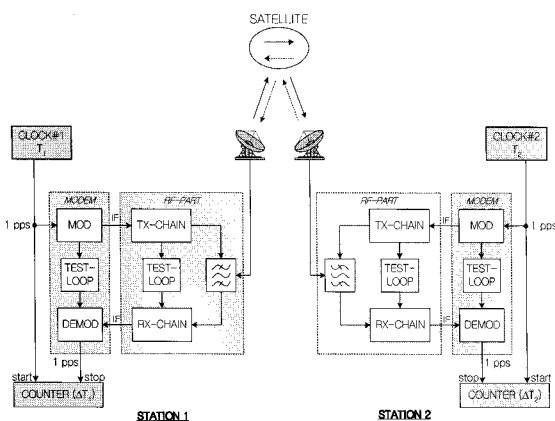 SATELLITE
CLOCK#1
T1
CLOCK#2
T2
MODEM
RF-PART
RF-PART
MODEM
1 pps
MOD
IF
TX-CHAIN
TX-CHAIN
IF
MOD
1 pps
TEST-
LOOP
TEST-
LOOP
TEST-
LOOP
TEST-
LOOP
DEMOD
IF
RX-CHAIN
RX-CHAIN
IF
DEMOD
1 pps
1 pps
start
stop
stop
start
COUNTER (ΔT1)
COUNTER (ΔT2)
STATION 1
STATION 2